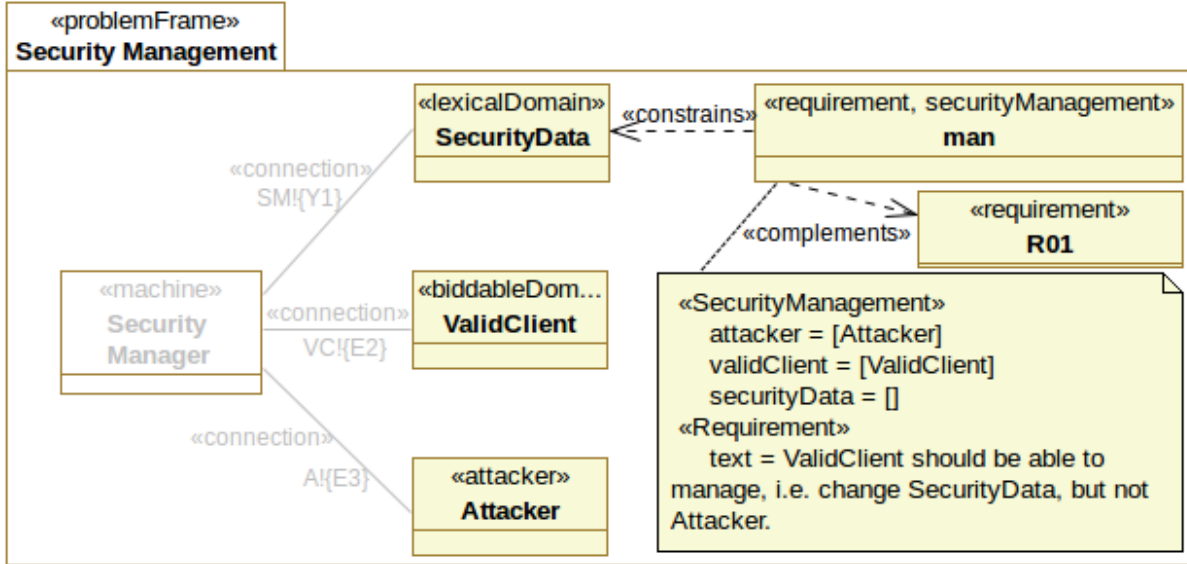 «problemFrame»
Security Management
«lexicalDomain»
SecurityData
«constrains»
«requirement, securityManagement»
man
«connection»
SM!{Y1}
«complements»
«requirement»
R01
«machine»
Security
Manager
«connection»
VC!{E2}
«biddableDom...
ValidClient
«SecurityManagement»
attacker = [Attacker]
validClient = [ValidClient]
securityData = []
«Requirement»
text = ValidClient should be able to
manage, i.e. change SecurityData, but not
Attacker.
«connection»
A!{E3}
«attacker»
Attacker